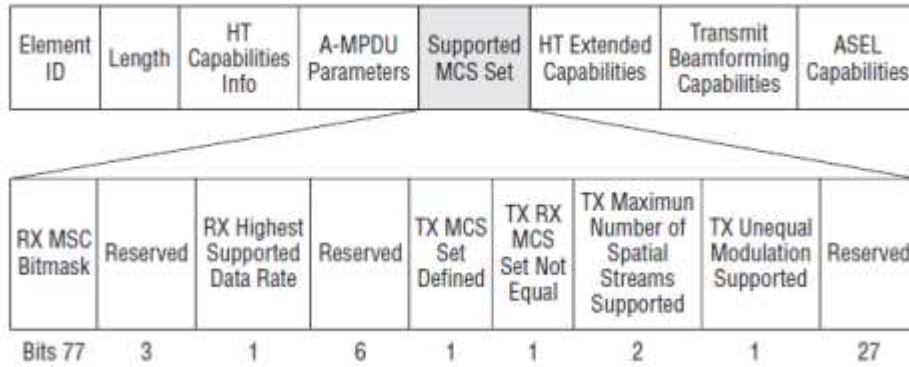 Element ID
Length
HT Capabilities Info
A-MPDU Parameters
Supported MCS Set
HT Extended Capabilities
Transmit Beamforming Capabilities
ASEL Capabilities
RX MSC Bitmask
Reserved
RX Highest Supported Data Rate
Reserved
TX MCS Set Defined
TX RX MCS Set Not Equal
TX Maximun Number of Spatial Streams Supported
TX Unequal Modulation Supported
Reserved
Bits 77 3 1 6 1 1 2 1 27